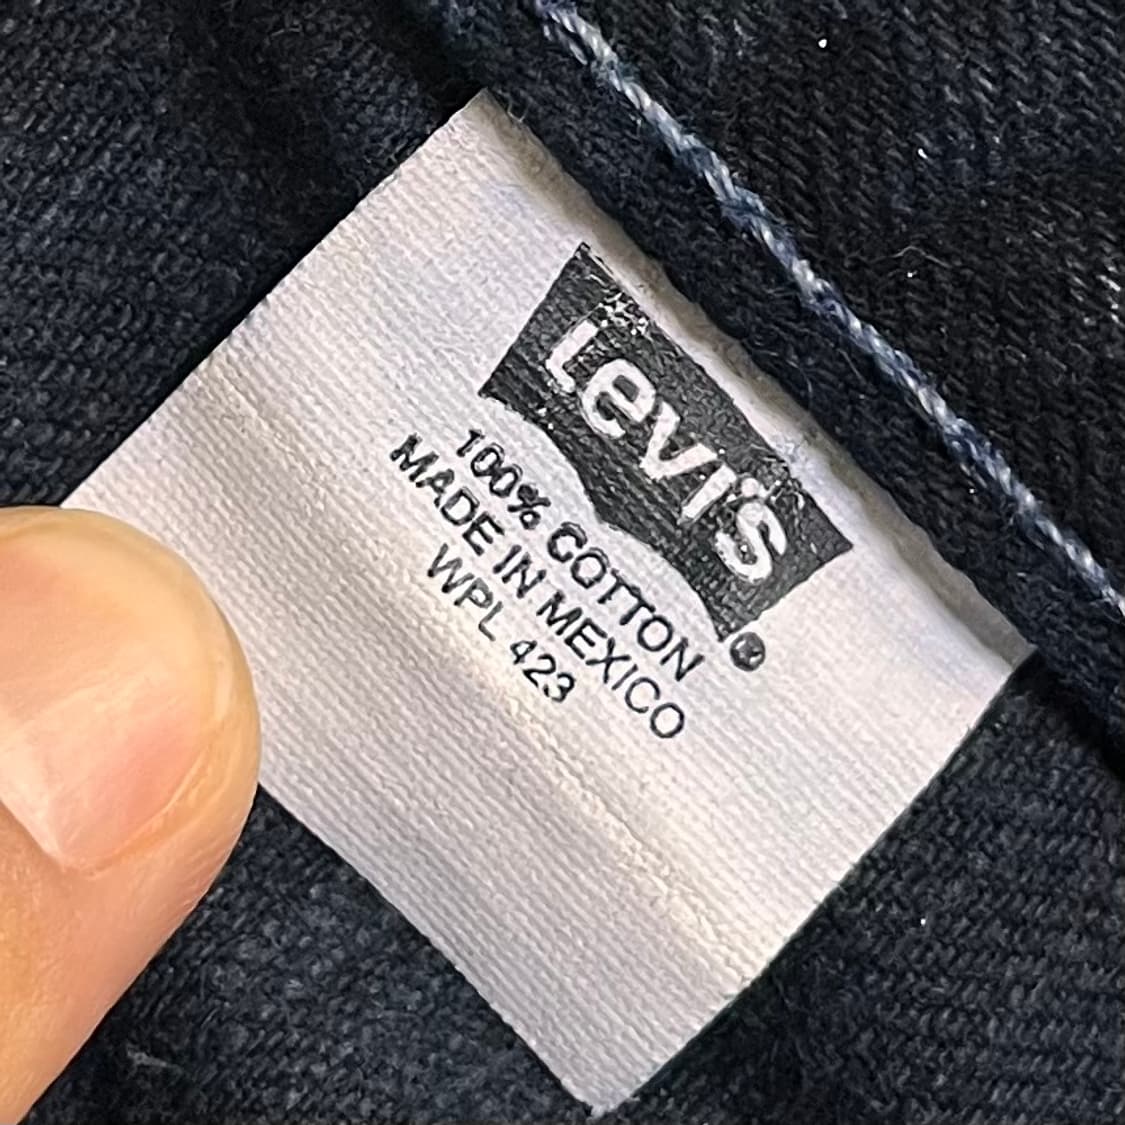 Levi's
100% COTTON
MADE IN MEXICO
WPL 423